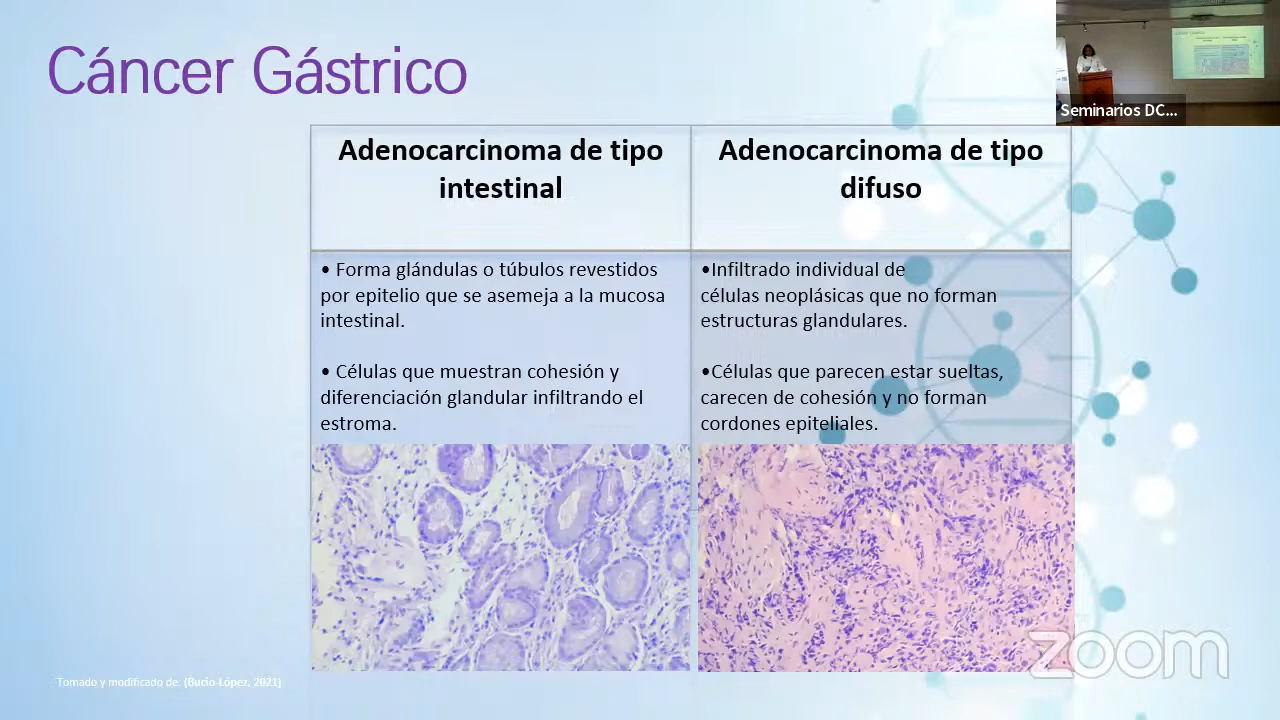 Cáncer Gástrico
Seminarios DC...
Adenocarcinoma de tipo
intestinal
Adenocarcinoma de tipo
difuso
• Forma glándulas o túbulos revestidos
por epitelio que se asemeja a la mucosa
intestinal.
• Células que muestran cohesión y
diferenciación glandular infiltrando el
estroma.
•Infiltrado individual de
células neoplásicas que no forman
estructuras glandulares.
•Células que parecen estar sueltas,
carecen de cohesión y no forman
cordones epiteliales.
Tomado y modificado de: (Bucio-López, 2021)
zoom